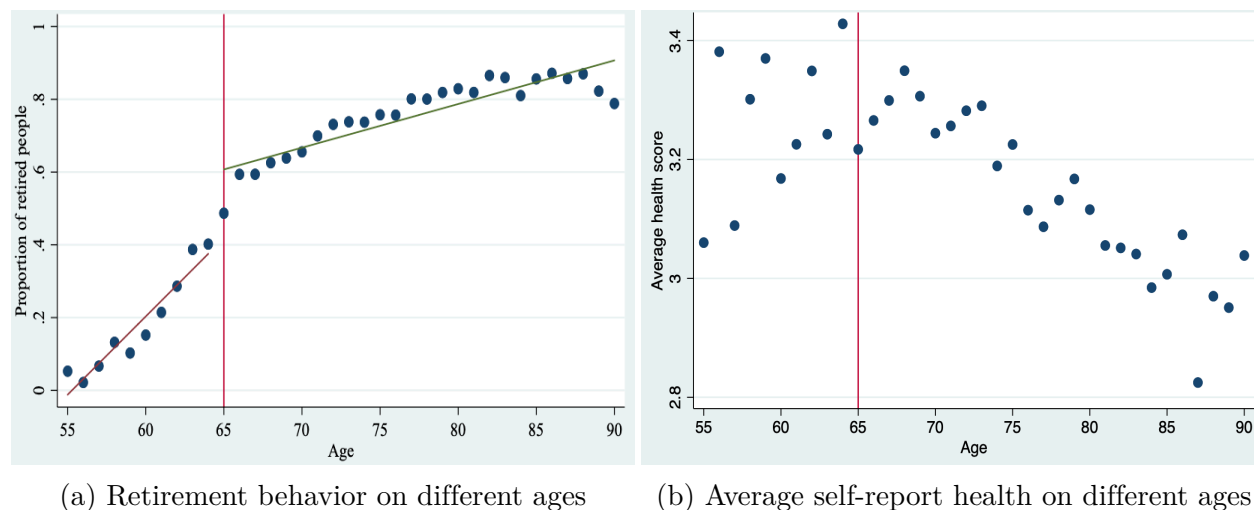 Proportion of retired people
1
.8
.6
.4
.2
0
55 60 65 70 75 80 85 90
Age
(a) Retirement behavior on different ages
Average health score
3.4
3.2
3
2.8
55 60 65 70 75 80 85 90
Age
(b) Average self-report health on different ages